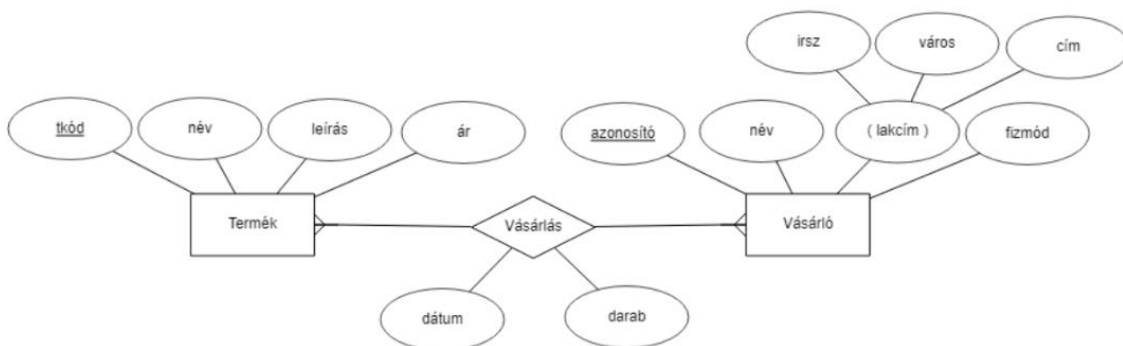 irsz
város
cím
tkód
név
leírás
ár
azonosító
név
( lakcím )
fizmód
Termék
Vásárlás
Vásárló
dátum
darab